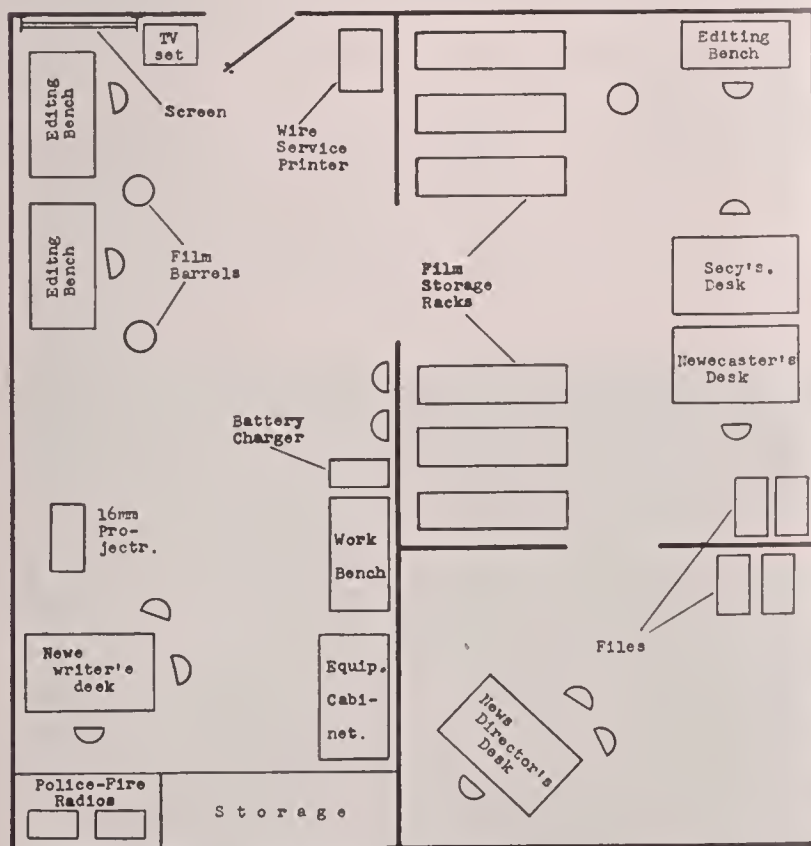 TV
set
Editing
Bench
Screen
Editng
Bench
Wire
Service
Printer
Editng
Bench
Film
Barrels
Film
Storage
Racks
Secy's.
Desk
Newecaster's
Desk
Battery
Charger
16mm
Pro-
jectr.
Work
Bench
Newe
writer's
desk
Equip.
Cabi-
net.
Files
News
Director's
Desk
Police-Fire
Radios
Storage